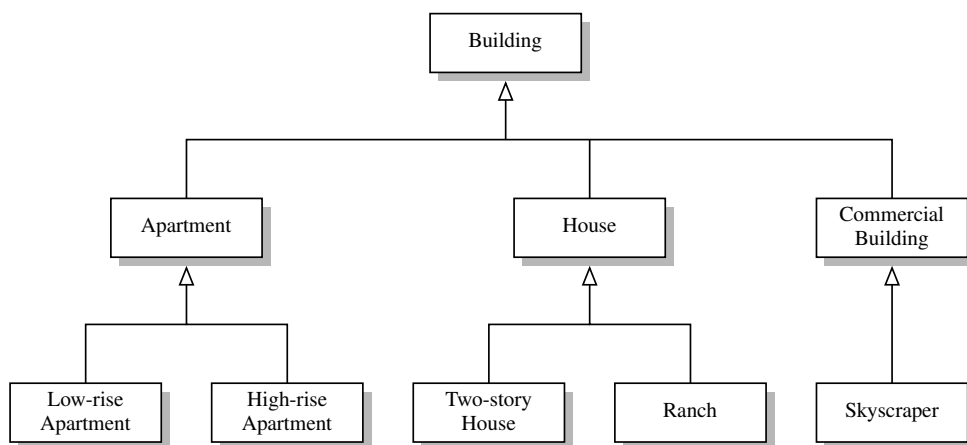 Building
Apartment
House
Commercial
Building
Low-rise
Apartment
High-rise
Apartment
Two-story
House
Ranch
Skyscraper